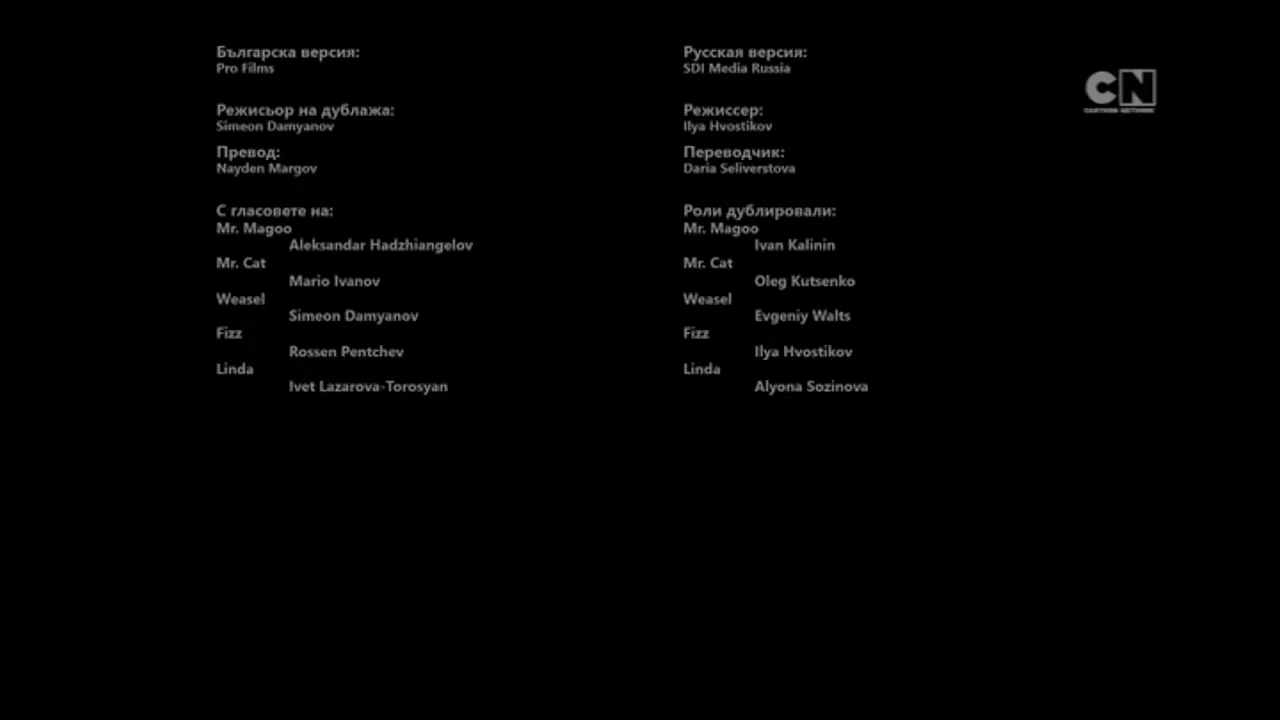 Българска версия:
Pro Films
Режисьор на дублажа:
Simeon Damyanov
Превод:
Nayden Margov
С гласовете на:
Mr. Magoo
Aleksandar Hadzhiangelov
Mr. Cat
Mario Ivanov
Weasel
Simeon Damyanov
Fizz
Rossen Pentchev
Linda
Ivet Lazarova-Torosyan
Русская версия:
SDI Media Russia
Режиссер:
Ilya Hvostikov
Переводчик:
Daria Seliverstova
Роли дублировали:
Mr. Magoo
Ivan Kalinin
Mr. Cat
Oleg Kutsenko
Weasel
Evgeniy Walts
Fizz
Ilya Hvostikov
Linda
Alyona Sozinova
CN
CARTOON NETWORK